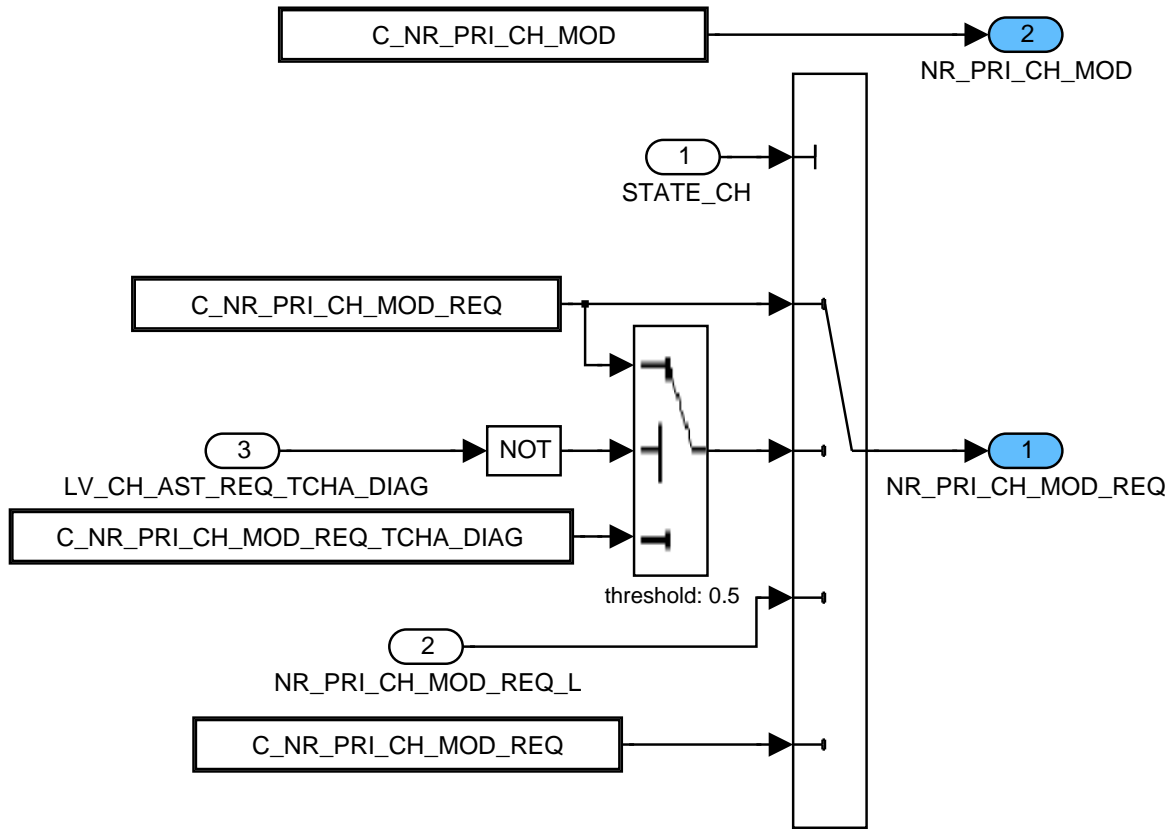 C_NR_PRI_CH_MOD
2
NR_PRI_CH_MOD
1
STATE_CH
C_NR_PRI_CH_MOD_REQ
3
NOT
1
LV_CH_AST_REQ_TCHA_DIAG
NR_PRI_CH_MOD_REQ
C_NR_PRI_CH_MOD_REQ_TCHA_DIAG
threshold: 0.5
2
NR_PRI_CH_MOD_REQ_L
C_NR_PRI_CH_MOD_REQ